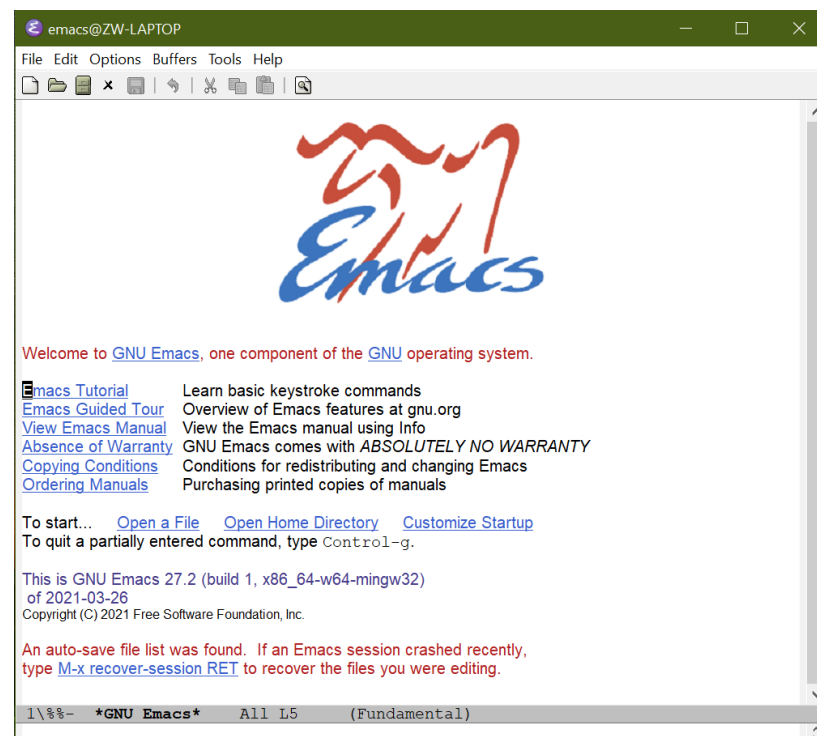 emacs@ZW-LAPTOP
File Edit Options Buffers Tools Help
Emacs
Welcome to GNU Emacs, one component of the GNU operating system.
Emacs Tutorial Learn basic keystroke commands
Emacs Guided Tour Overview of Emacs features at gnu.org
View Emacs Manual View the Emacs manual using Info
Absence of Warranty GNU Emacs comes with ABSOLUTELY NO WARRANTY
Copying Conditions Conditions for redistributing and changing Emacs
Ordering Manuals Purchasing printed copies of manuals
To start... Open a File Open Home Directory Customize Startup
To quit a partially entered command, type Control-g.
This is GNU Emacs 27.2 (build 1, x86_64-w64-mingw32)
of 2021-03-26
Copyright (C) 2021 Free Software Foundation, Inc.
An auto-save file list was found. If an Emacs session crashed recently,
type M-x recover-session RET to recover the files you were editing.
1\%%- *GNU Emacs* All L5 (Fundamental)